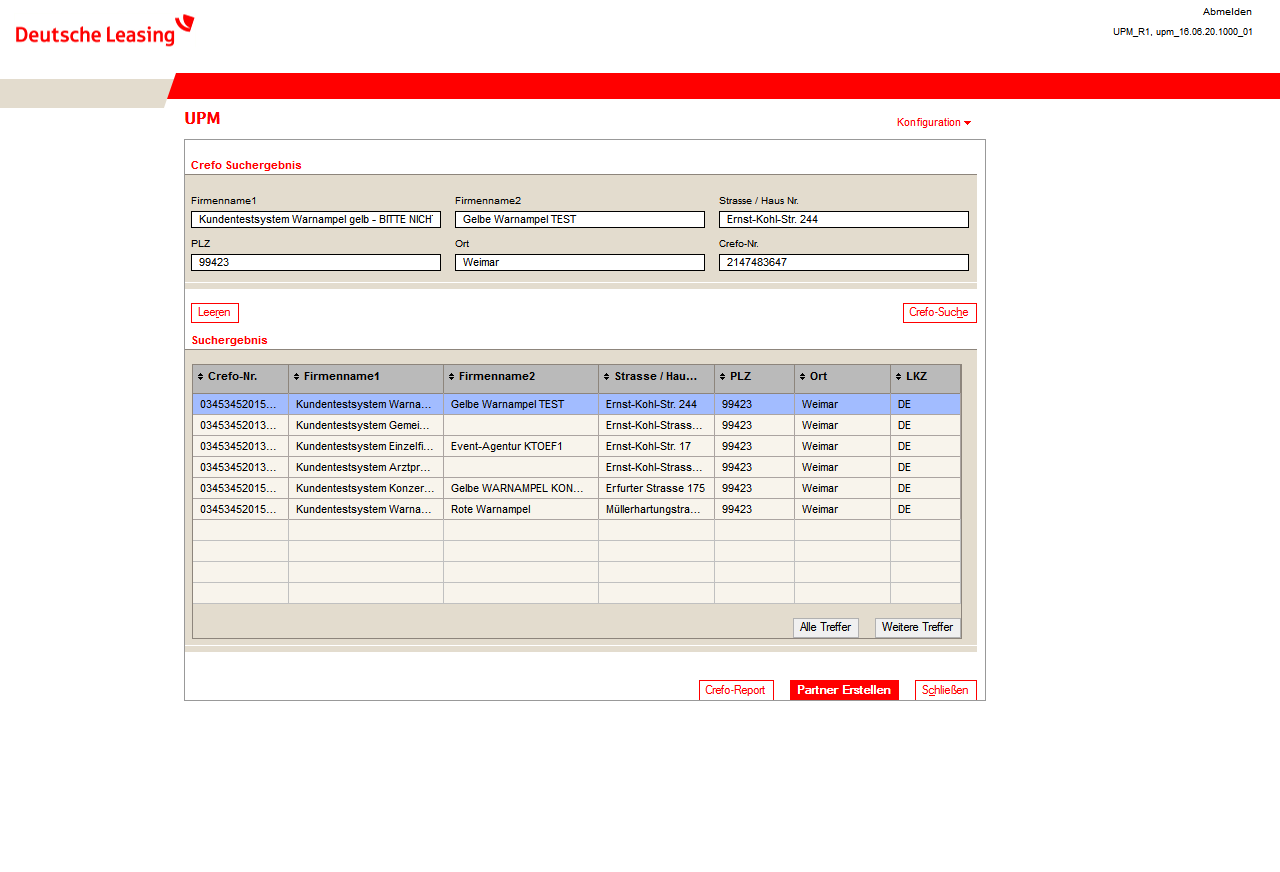 Deutsche Leasing
Abmelden
UPM_R1, upm_16.06.20.1000_01
UPM
Konfiguration
Crefo Suchergebnis
Firmenname1 Firmenname2 Strasse / Haus Nr.
Kundentestsystem Warnampel gelb - BITTE NICHT Gelbe Warnampel TEST Ernst-Kohl-Str. 244
PLZ Ort Crefo-Nr.
99423 Weimar 2147483647
Leeren Crefo-Suche
Suchergebnis
Crefo-Nr. Firmenname1 Firmenname2 Strasse / Hau... PLZ Ort LKZ
03453452015... Kundentestsystem Warna... Gelbe Warnampel TEST Ernst-Kohl-Str. 244 99423 Weimar DE
03453452013... Kundentestsystem Gemei... Ernst-Kohl-Strass... 99423 Weimar DE
03453452013... Kundentestsystem Einzelfi... Event-Agentur KTOEF1 Ernst-Kohl-Str. 17 99423 Weimar DE
03453452013... Kundentestsystem Arztpr... Ernst-Kohl-Strass... 99423 Weimar DE
03453452015... Kundentestsystem Konzer... Gelbe WARNAMPEL KON... Erfurter Strasse 175 99423 Weimar DE
03453452015... Kundentestsystem Warna... Rote Warnampel Müllerhartungstra... 99423 Weimar DE
Alle Treffer Weitere Treffer
Crefo-Report Partner Erstellen Schließen